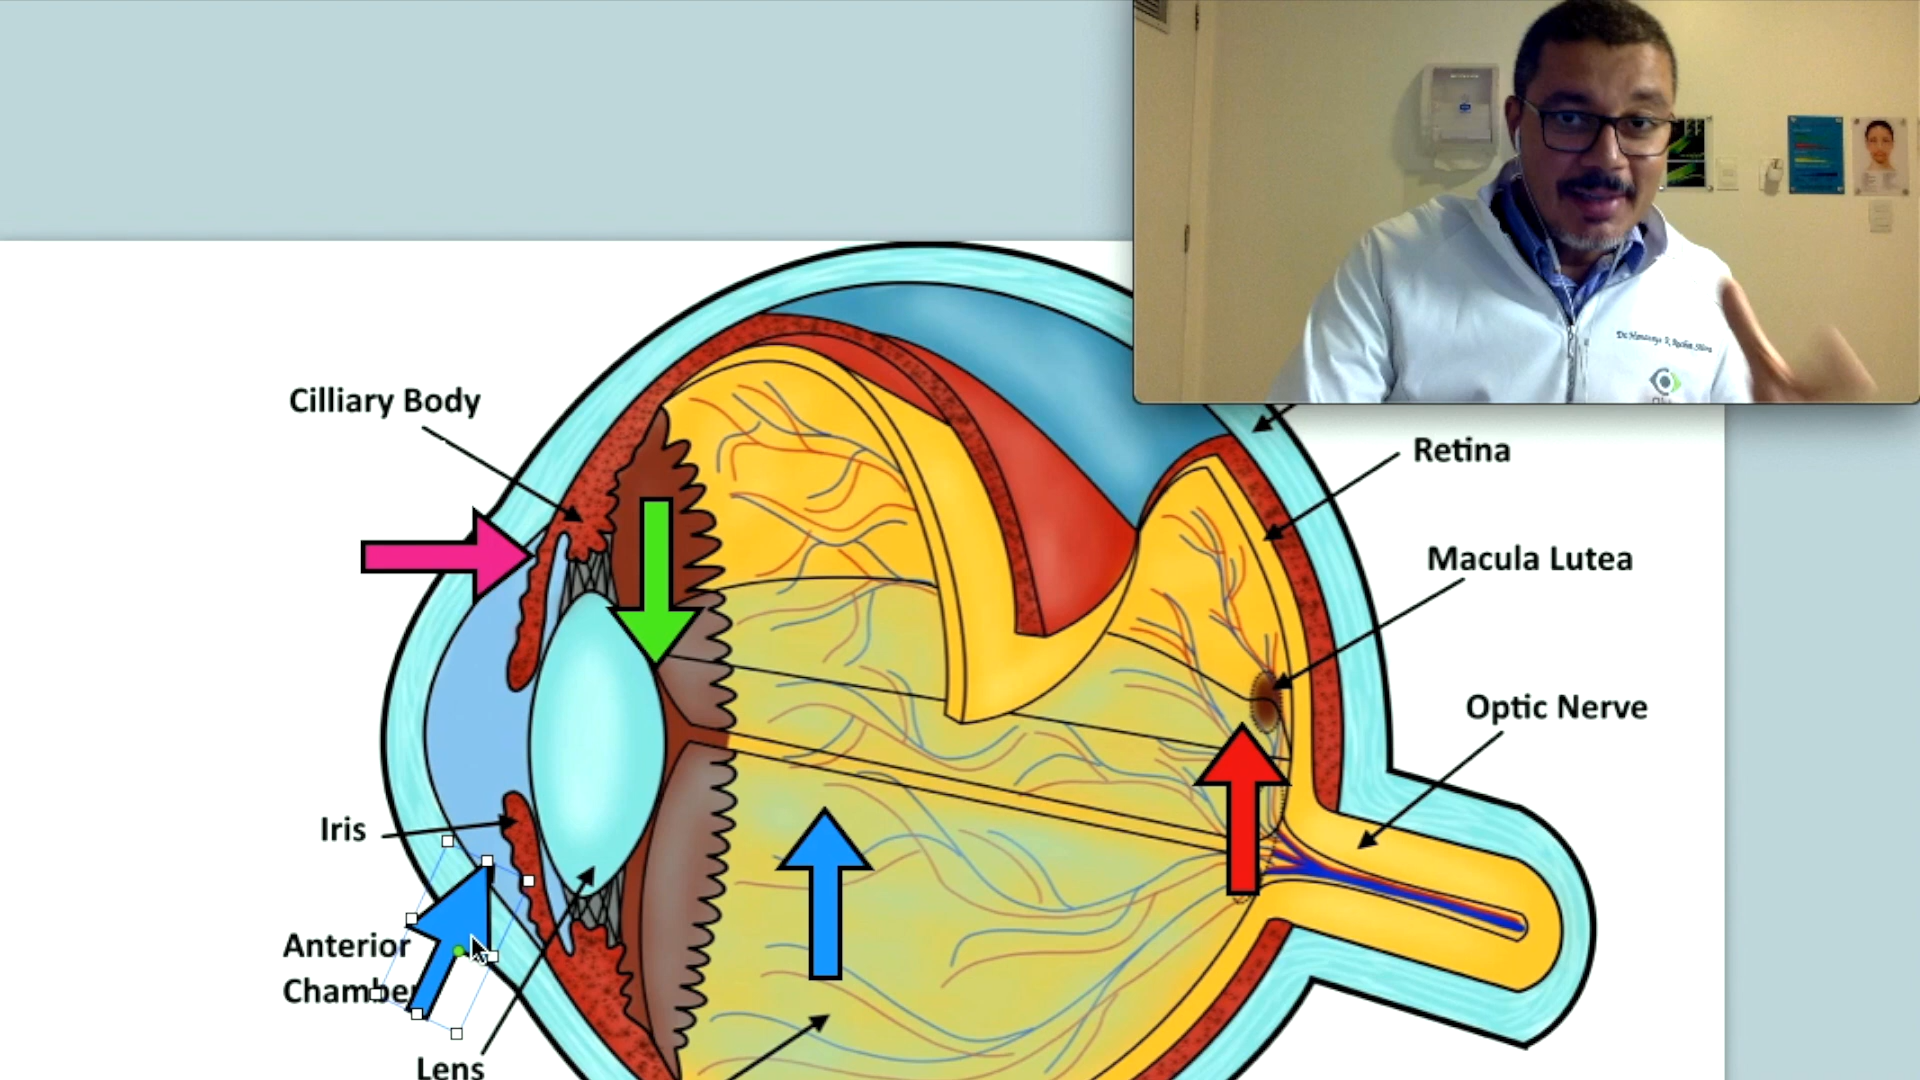 Cilliary Body
Retina
Macula Lutea
Optic Nerve
Iris
Anterior
Chamber
Lens